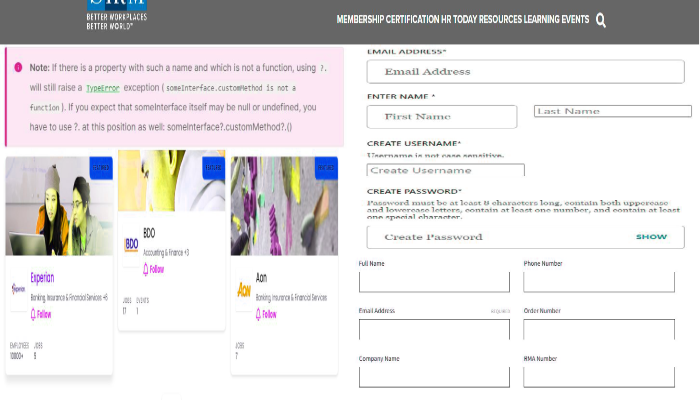 BETTER WORKPLACES
BETTER WORLD™
MEMBERSHIP CERTIFICATION HR TODAY RESOURCES LEARNING EVENTS
Note: If there is a property with such a name and which is not a function, using ?.
will still raise a TypeError exception (someInterface.customMethod is not a
function). If you expect that someInterface itself may be null or undefined, you
have to use ?. at this position as well: someInterface?.customMethod?.()
Experian
Banking, Insurance & Financial Services +6
Follow
EMPLOYEES JOBS
10000+ 5
BDO
BDO
Accounting & Finance +3
Follow
JOBS EVENTS
17 1
Aon
Aon
Banking, Insurance & Financial Services
Follow
JOBS
7
EMAIL ADDRESS*
Email Address
ENTER NAME *
First Name
Last Name
CREATE USERNAME*
Username is not case sensitive.
Create Username
CREATE PASSWORD*
Password must be at least 8 characters long, contain both uppercase
and lowercase letters, contain at least one number, and contain at least
one special character.
Create Password
SHOW
Full Name
Phone Number
Email Address
REQUIRED
Order Number
Company Name
RMA Number